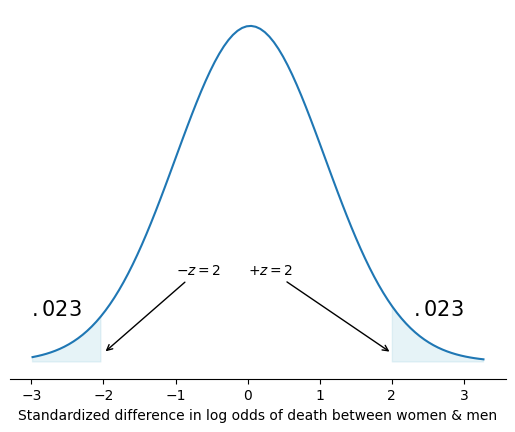 −z = 2 +z = 2
.023 .023
−3 −2 −1 0 1 2 3
Standardized difference in log odds of death between women & men